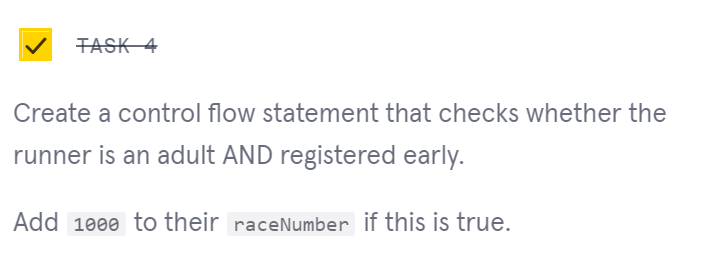 TASK 4
Create a control flow statement that checks whether the
runner is an adult AND registered early.
Add 1000 to their raceNumber if this is true.